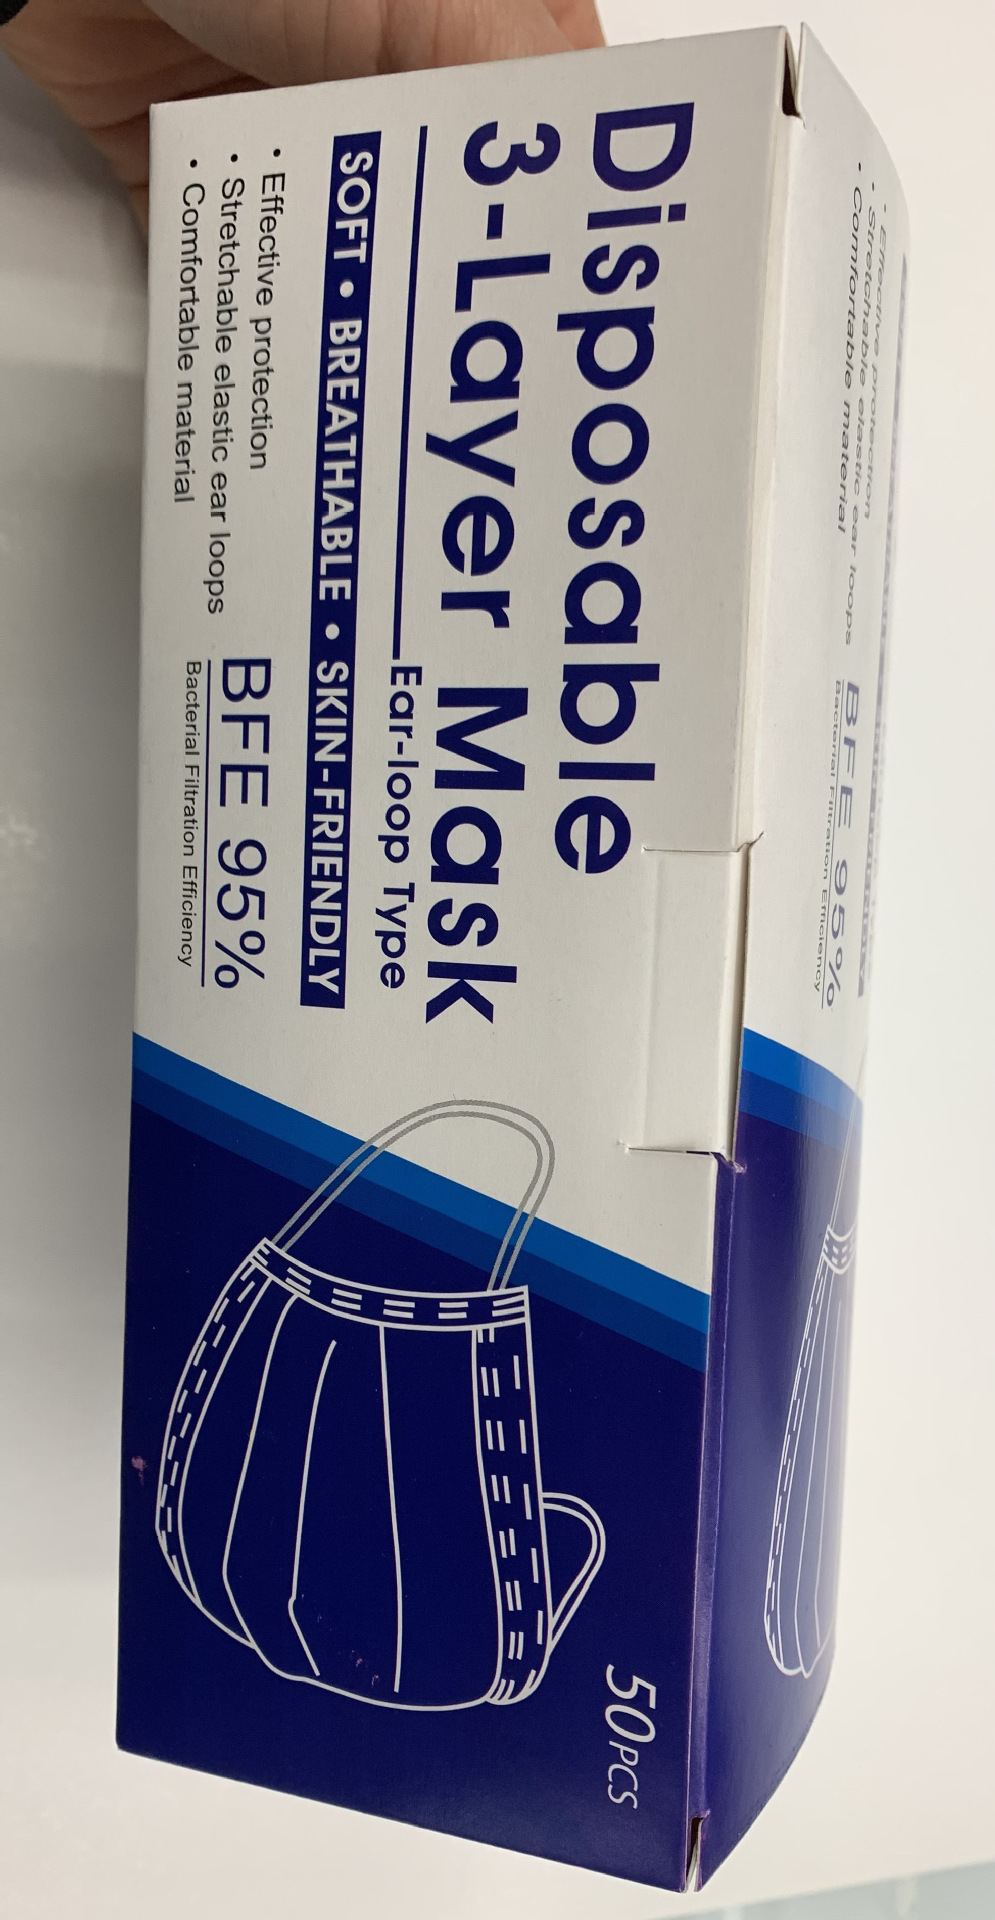 Disposable
3-Layer Mask
Ear-loop Type
SOFT • BREATHABLE • SKIN-FRIENDLY
• Effective protection
• Stretchable elastic ear loops
• Comfortable material
BFE 95%
Bacterial Filtration Efficiency
50PCS
• Effective protection
• Stretchable elastic ear loops
• Comfortable material
BFE 95%
Bacterial Filtration Efficiency